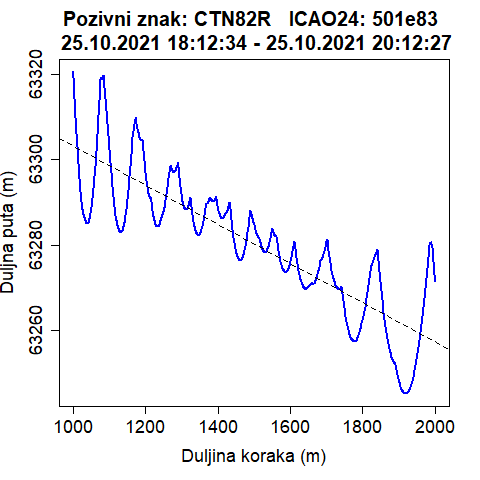 Pozivni znak: CTN82R   ICAO24: 501e83
25.10.2021 18:12:34 - 25.10.2021 20:12:27
Duljina puta (m)
63320
63300
63280
63260
1000 1200 1400 1600 1800 2000
Duljina koraka (m)